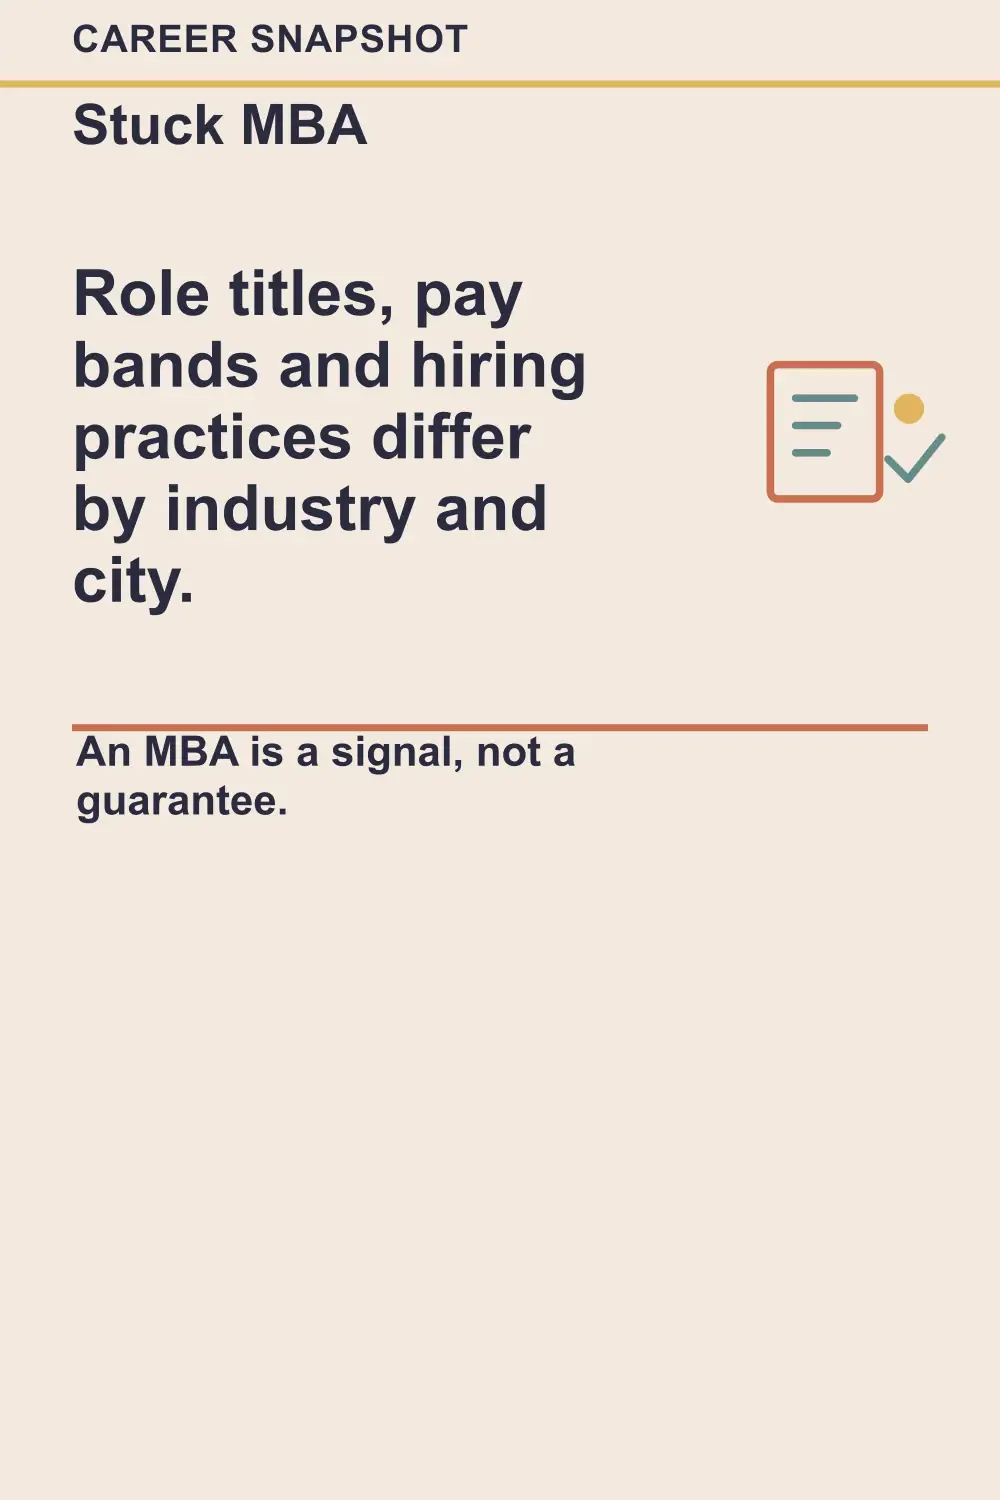 CAREER SNAPSHOT
Stuck MBA
Role titles, pay
bands and hiring
practices differ
by industry and
city.
An MBA is a signal, not a
guarantee.